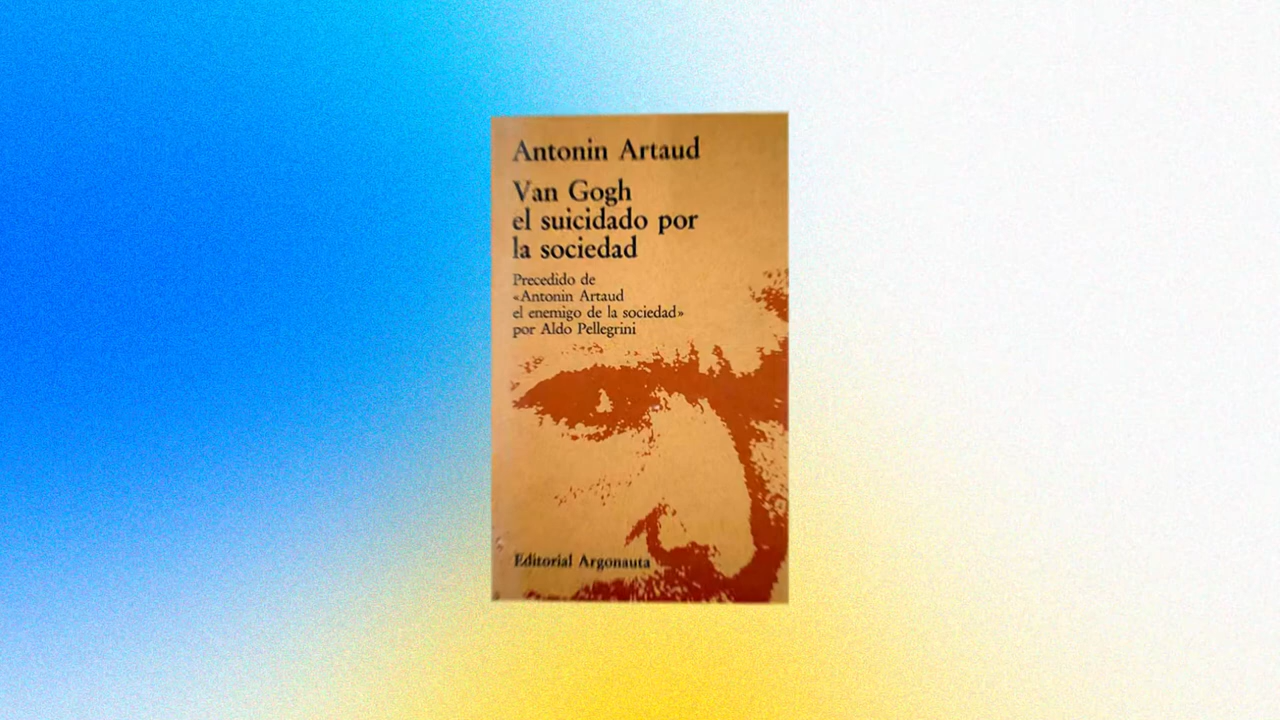 Antonin Artaud
Van Gogh
el suicidado por
la sociedad
Precedido de
«Antonin Artaud
el enemigo de la sociedad»
por Aldo Pellegrini
Editorial Argonauta